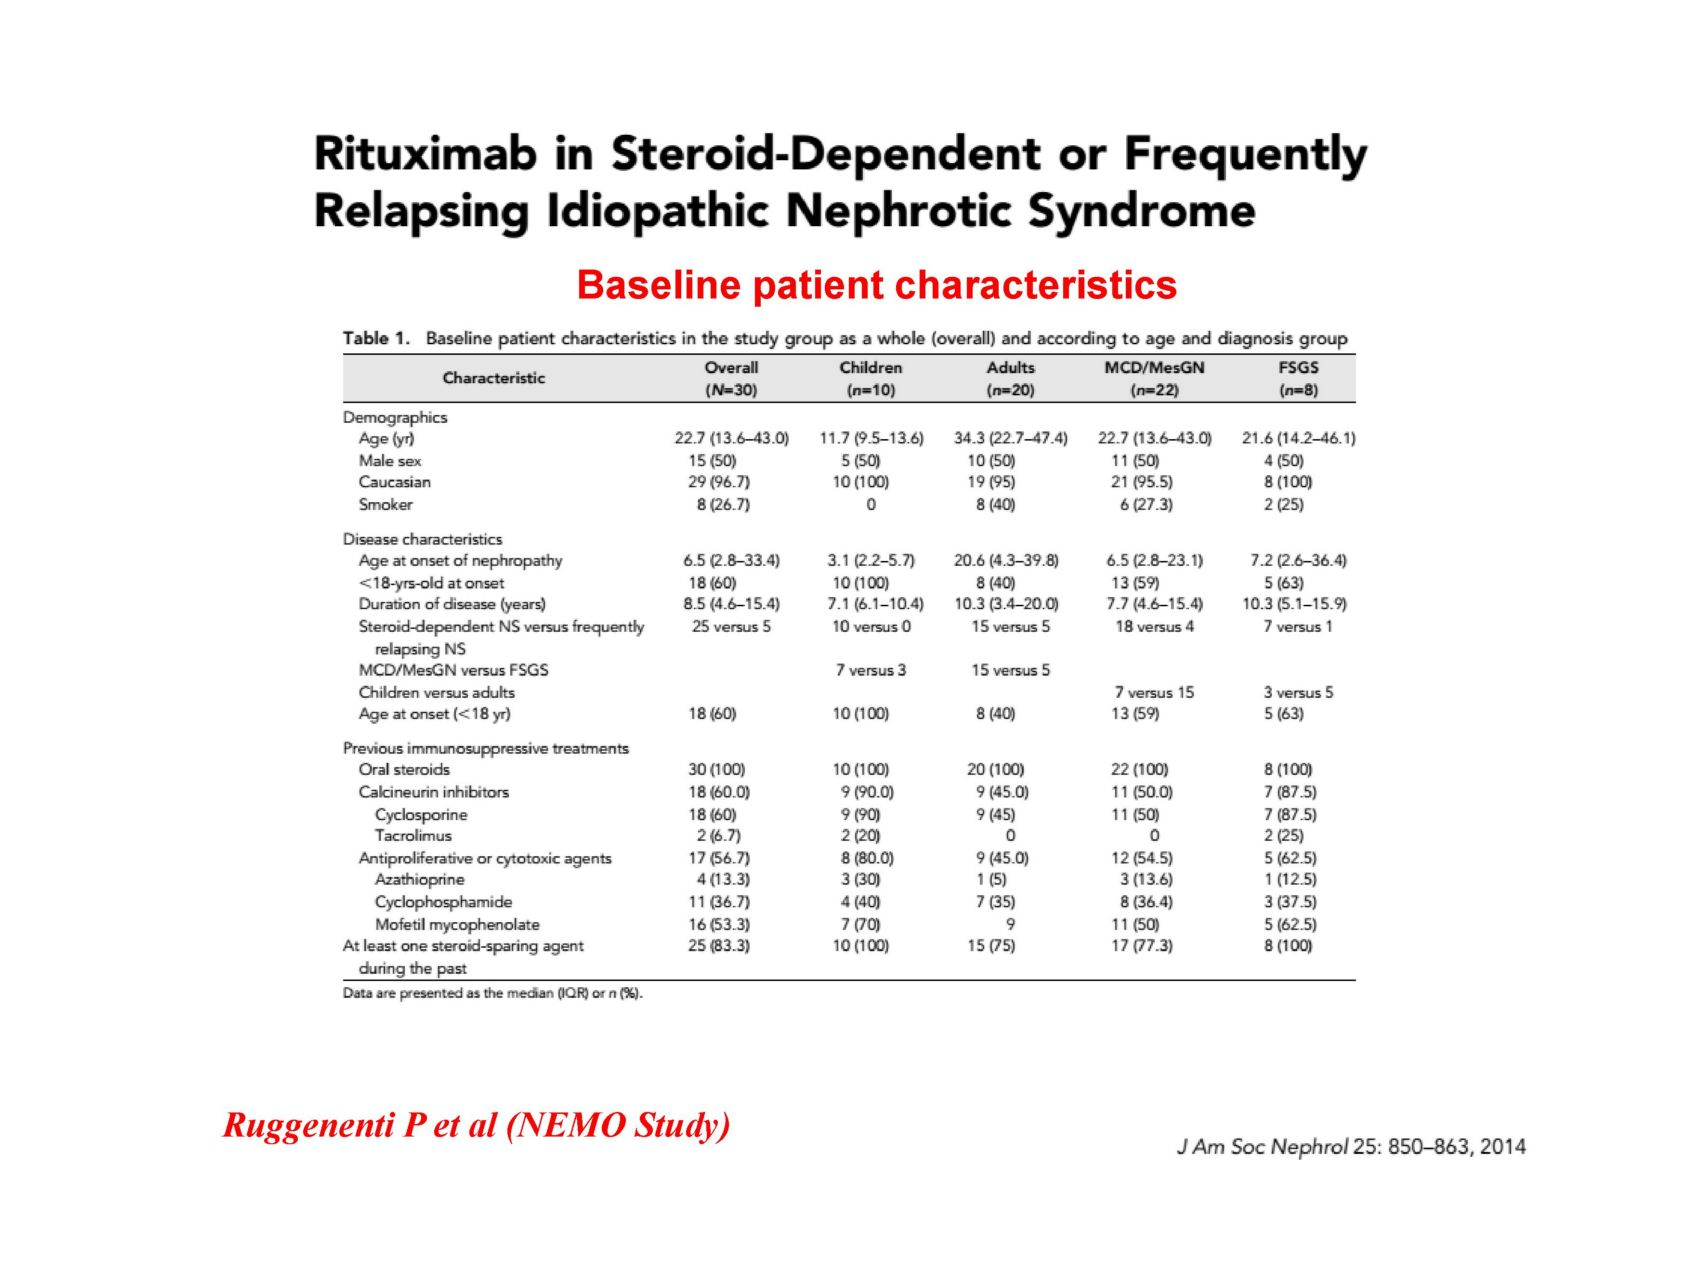 Rituximab in Steroid-Dependent or Frequently
Relapsing Idiopathic Nephrotic Syndrome
Baseline patient characteristics
Table 1. Baseline patient characteristics in the study group as a whole (overall) and according to age and diagnosis group
Characteristic Overall (N=30) Children (n=10) Adults (n=20) MCD/MesGN (n=22) FSGS (n=8)
Demographics
Age (yr) 22.7 (13.6–43.0) 11.7 (9.5–13.6) 34.3 (22.7–47.4) 22.7 (13.6–43.0) 21.6 (14.2–46.1)
Male sex 15 (50) 5 (50) 10 (50) 11 (50) 4 (50)
Caucasian 29 (96.7) 10 (100) 19 (95) 21 (95.5) 8 (100)
Smoker 8 (26.7) 0 8 (40) 6 (27.3) 2 (25)
Disease characteristics
Age at onset of nephropathy 6.5 (2.8–33.4) 3.1 (2.2–5.7) 20.6 (4.3–39.8) 6.5 (2.8–23.1) 7.2 (2.6–36.4)
<18-yrs-old at onset 18 (60) 10 (100) 8 (40) 13 (59) 5 (63)
Duration of disease (years) 8.5 (4.6–15.4) 7.1 (6.1–10.4) 10.3 (3.4–20.0) 7.7 (4.6–15.4) 10.3 (5.1–15.9)
Steroid-dependent NS versus frequently 25 versus 5 10 versus 0 15 versus 5 18 versus 4 7 versus 1
relapsing NS
MCD/MesGN versus FSGS 7 versus 3 15 versus 5
Children versus adults 7 versus 15 3 versus 5
Age at onset (<18 yr) 18 (60) 10 (100) 8 (40) 13 (59) 5 (63)
Previous immunosuppressive treatments
Oral steroids 30 (100) 10 (100) 20 (100) 22 (100) 8 (100)
Calcineurin inhibitors 18 (60.0) 9 (90.0) 9 (45.0) 11 (50.0) 7 (87.5)
Cyclosporine 18 (60) 9 (90) 9 (45) 11 (50) 7 (87.5)
Tacrolimus 2 (6.7) 2 (20) 0 0 2 (25)
Antiproliferative or cytotoxic agents 17 (56.7) 8 (80.0) 9 (45.0) 12 (54.5) 5 (62.5)
Azathioprine 4 (13.3) 3 (30) 1 (5) 3 (13.6) 1 (12.5)
Cyclophosphamide 11 (36.7) 4 (40) 7 (35) 8 (36.4) 3 (37.5)
Mofetil mycophenolate 16 (53.3) 7 (70) 9 11 (50) 5 (62.5)
At least one steroid-sparing agent 25 (83.3) 10 (100) 15 (75) 17 (77.3) 8 (100)
during the past
Data are presented as the median (IQR) or n (%).
Ruggenenti P et al (NEMO Study)
J Am Soc Nephrol 25: 850–863, 2014